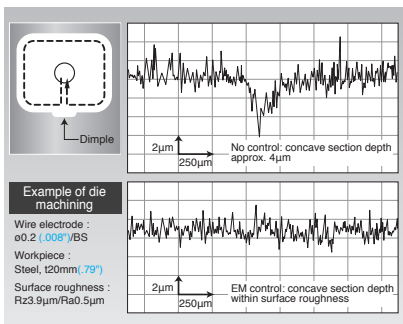 Dimple
2µm
250µm
No control: concave section depth
approx. 4µm
Example of die
machining
Wire electrode :
ø0.2 (.008")/BS
Workpiece :
Steel, t20mm(.79")
Surface roughness :
Rz3.9µm/Ra0.5µm
2µm
250µm
EM control: concave section depth
within surface roughness